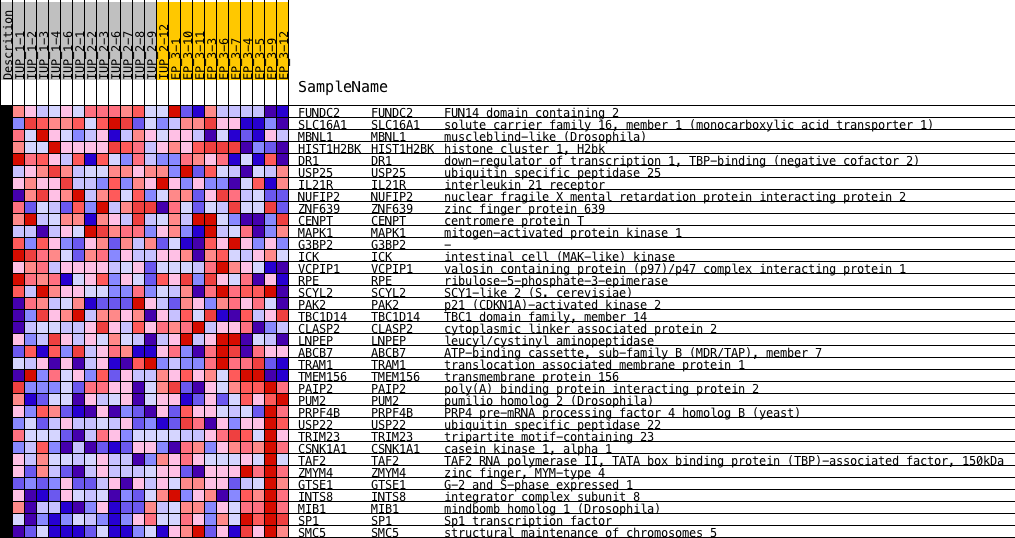 Descrition
IUP_1-1
IUP_1-2
IUP_1-3
IUP_1-4
IUP_1-6
IUP_2-1
IUP_2-2
IUP_2-3
IUP_2-6
IUP_2-7
IUP_2-8
IUP_2-9
IUP_2-12
EP_3-1
EP_3-10
EP_3-11
EP_3-3
EP_3-6
EP_3-7
EP_3-4
EP_3-5
EP_3-9
EP_3-12
SampleName
FUNDC2 FUNDC2 FUN14 domain containing 2
SLC16A1 SLC16A1 solute carrier family 16, member 1 (monocarboxylic acid transporter 1)
MBNL1 MBNL1 muscleblind-like (Drosophila)
HIST1H2BK HIST1H2BK histone cluster 1, H2bk
DR1 DR1 down-regulator of transcription 1, TBP-binding (negative cofactor 2)
USP25 USP25 ubiquitin specific peptidase 25
IL21R IL21R interleukin 21 receptor
NUFIP2 NUFIP2 nuclear fragile X mental retardation protein interacting protein 2
ZNF639 ZNF639 zinc finger protein 639
CENPT CENPT centromere protein T
MAPK1 MAPK1 mitogen-activated protein kinase 1
G3BP2 G3BP2 -
ICK ICK intestinal cell (MAK-like) kinase
VCPIP1 VCPIP1 valosin containing protein (p97)/p47 complex interacting protein 1
RPE RPE ribulose-5-phosphate-3-epimerase
SCYL2 SCYL2 SCY1-like 2 (S. cerevisiae)
PAK2 PAK2 p21 (CDKN1A)-activated kinase 2
TBC1D14 TBC1D14 TBC1 domain family, member 14
CLASP2 CLASP2 cytoplasmic linker associated protein 2
LNPEP LNPEP leucyl/cystinyl aminopeptidase
ABCB7 ABCB7 ATP-binding cassette, sub-family B (MDR/TAP), member 7
TRAM1 TRAM1 translocation associated membrane protein 1
TMEM156 TMEM156 transmembrane protein 156
PAIP2 PAIP2 poly(A) binding protein interacting protein 2
PUM2 PUM2 pumilio homolog 2 (Drosophila)
PRPF4B PRPF4B PRP4 pre-mRNA processing factor 4 homolog B (yeast)
USP22 USP22 ubiquitin specific peptidase 22
TRIM23 TRIM23 tripartite motif-containing 23
CSNK1A1 CSNK1A1 casein kinase 1, alpha 1
TAF2 TAF2 TAF2 RNA polymerase II, TATA box binding protein (TBP)-associated factor, 150kDa
ZMYM4 ZMYM4 zinc finger, MYM-type 4
GTSE1 GTSE1 G-2 and S-phase expressed 1
INTS8 INTS8 integrator complex subunit 8
MIB1 MIB1 mindbomb homolog 1 (Drosophila)
SP1 SP1 Sp1 transcription factor
SMC5 SMC5 structural maintenance of chromosomes 5